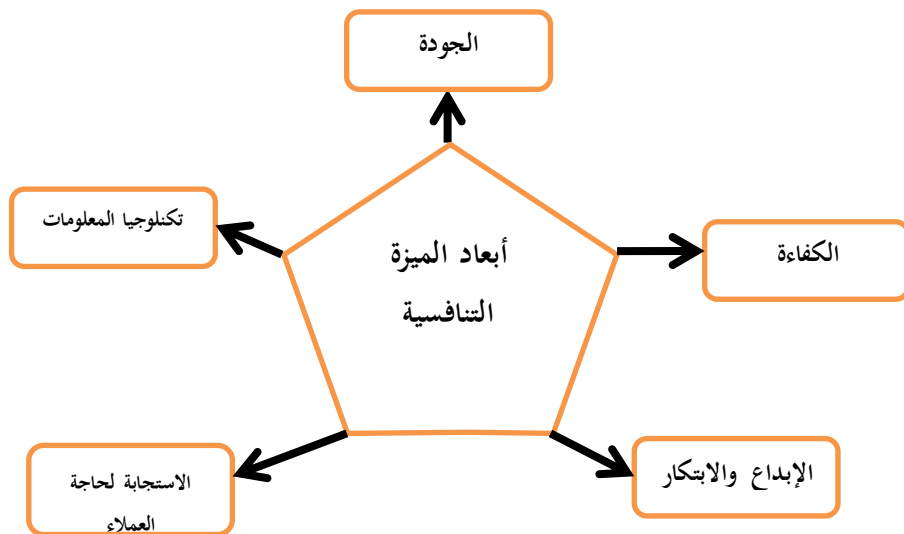 الجودة
تكنلوجيا المعلومات
الكفاءة
أبعاد الميزة
التنافسية
الإبداع والابتكار
الاستجابة لحاجة
العملاء